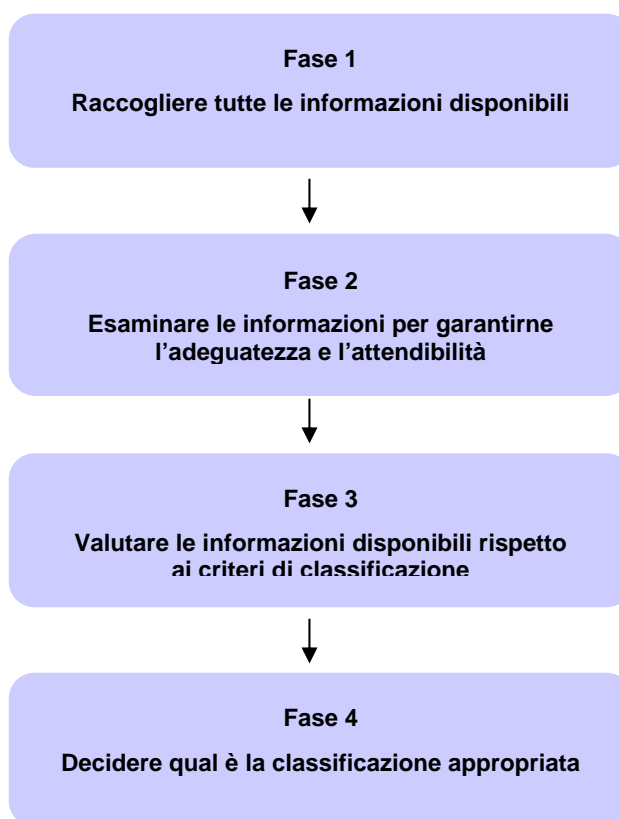 Fase 1
Raccogliere tutte le informazioni disponibili
Fase 2
Esaminare le informazioni per garantirne
l’adeguatezza e l’attendibilità
Fase 3
Valutare le informazioni disponibili rispetto
ai criteri di classificazione
Fase 4
Decidere qual è la classificazione appropriata